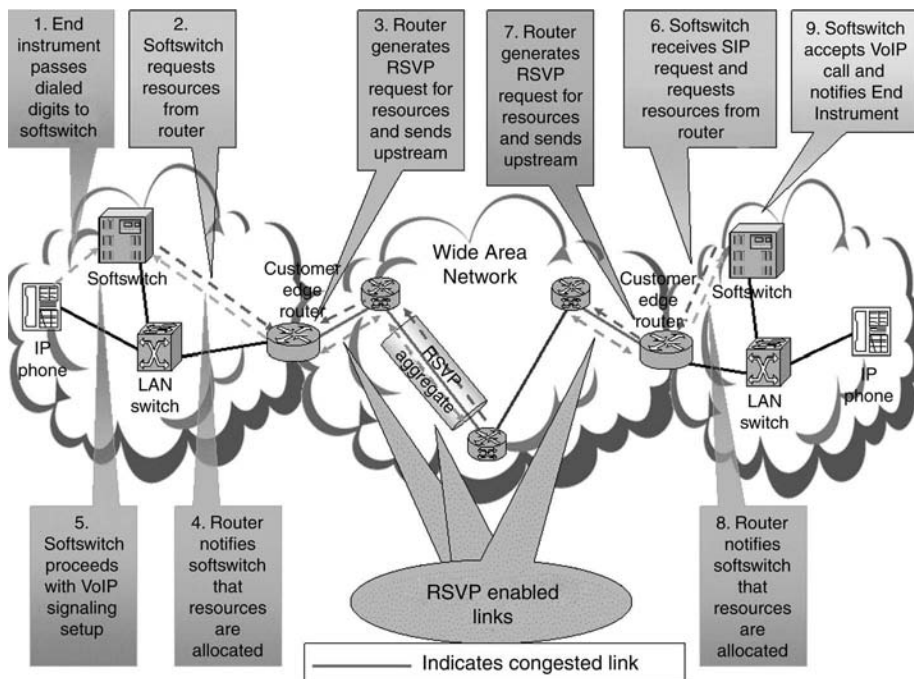 1. End
instrument
passes
dialed
digits to
softswitch
2.
Softswitch
requests
resources
from
router
3. Router
generates
RSVP
request for
resources
and sends
upstream
7. Router
generates
RSVP
request for
resources
and sends
upstream
6. Softswitch
receives SIP
request and
requests
resources from
router
9. Softswitch
accepts VoIP
call and
notifies End
Instrument
Softswitch
IP
phone
LAN
switch
Customer
edge
router
Wide Area
Network
RSVP
aggregate
Customer
edge
router
Softswitch
LAN
switch
IP
phone
5.
Softswitch
proceeds
with VoIP
signaling
setup
4. Router
notifies
softswitch
that
resources
are
allocated
RSVP enabled
links
8. Router
notifies
softswitch
that
resources
are
allocated
Indicates congested link